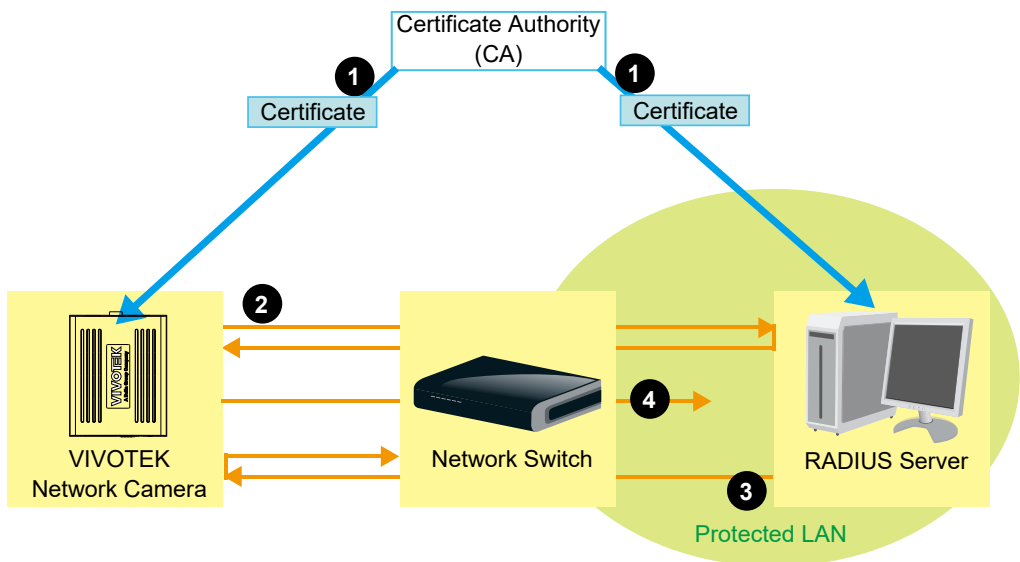 Certificate Authority
(CA)
1
1
Certificate
Certificate
2
VIVOTEK
4
VIVOTEK
Network Camera
Network Switch
RADIUS Server
3
Protected LAN